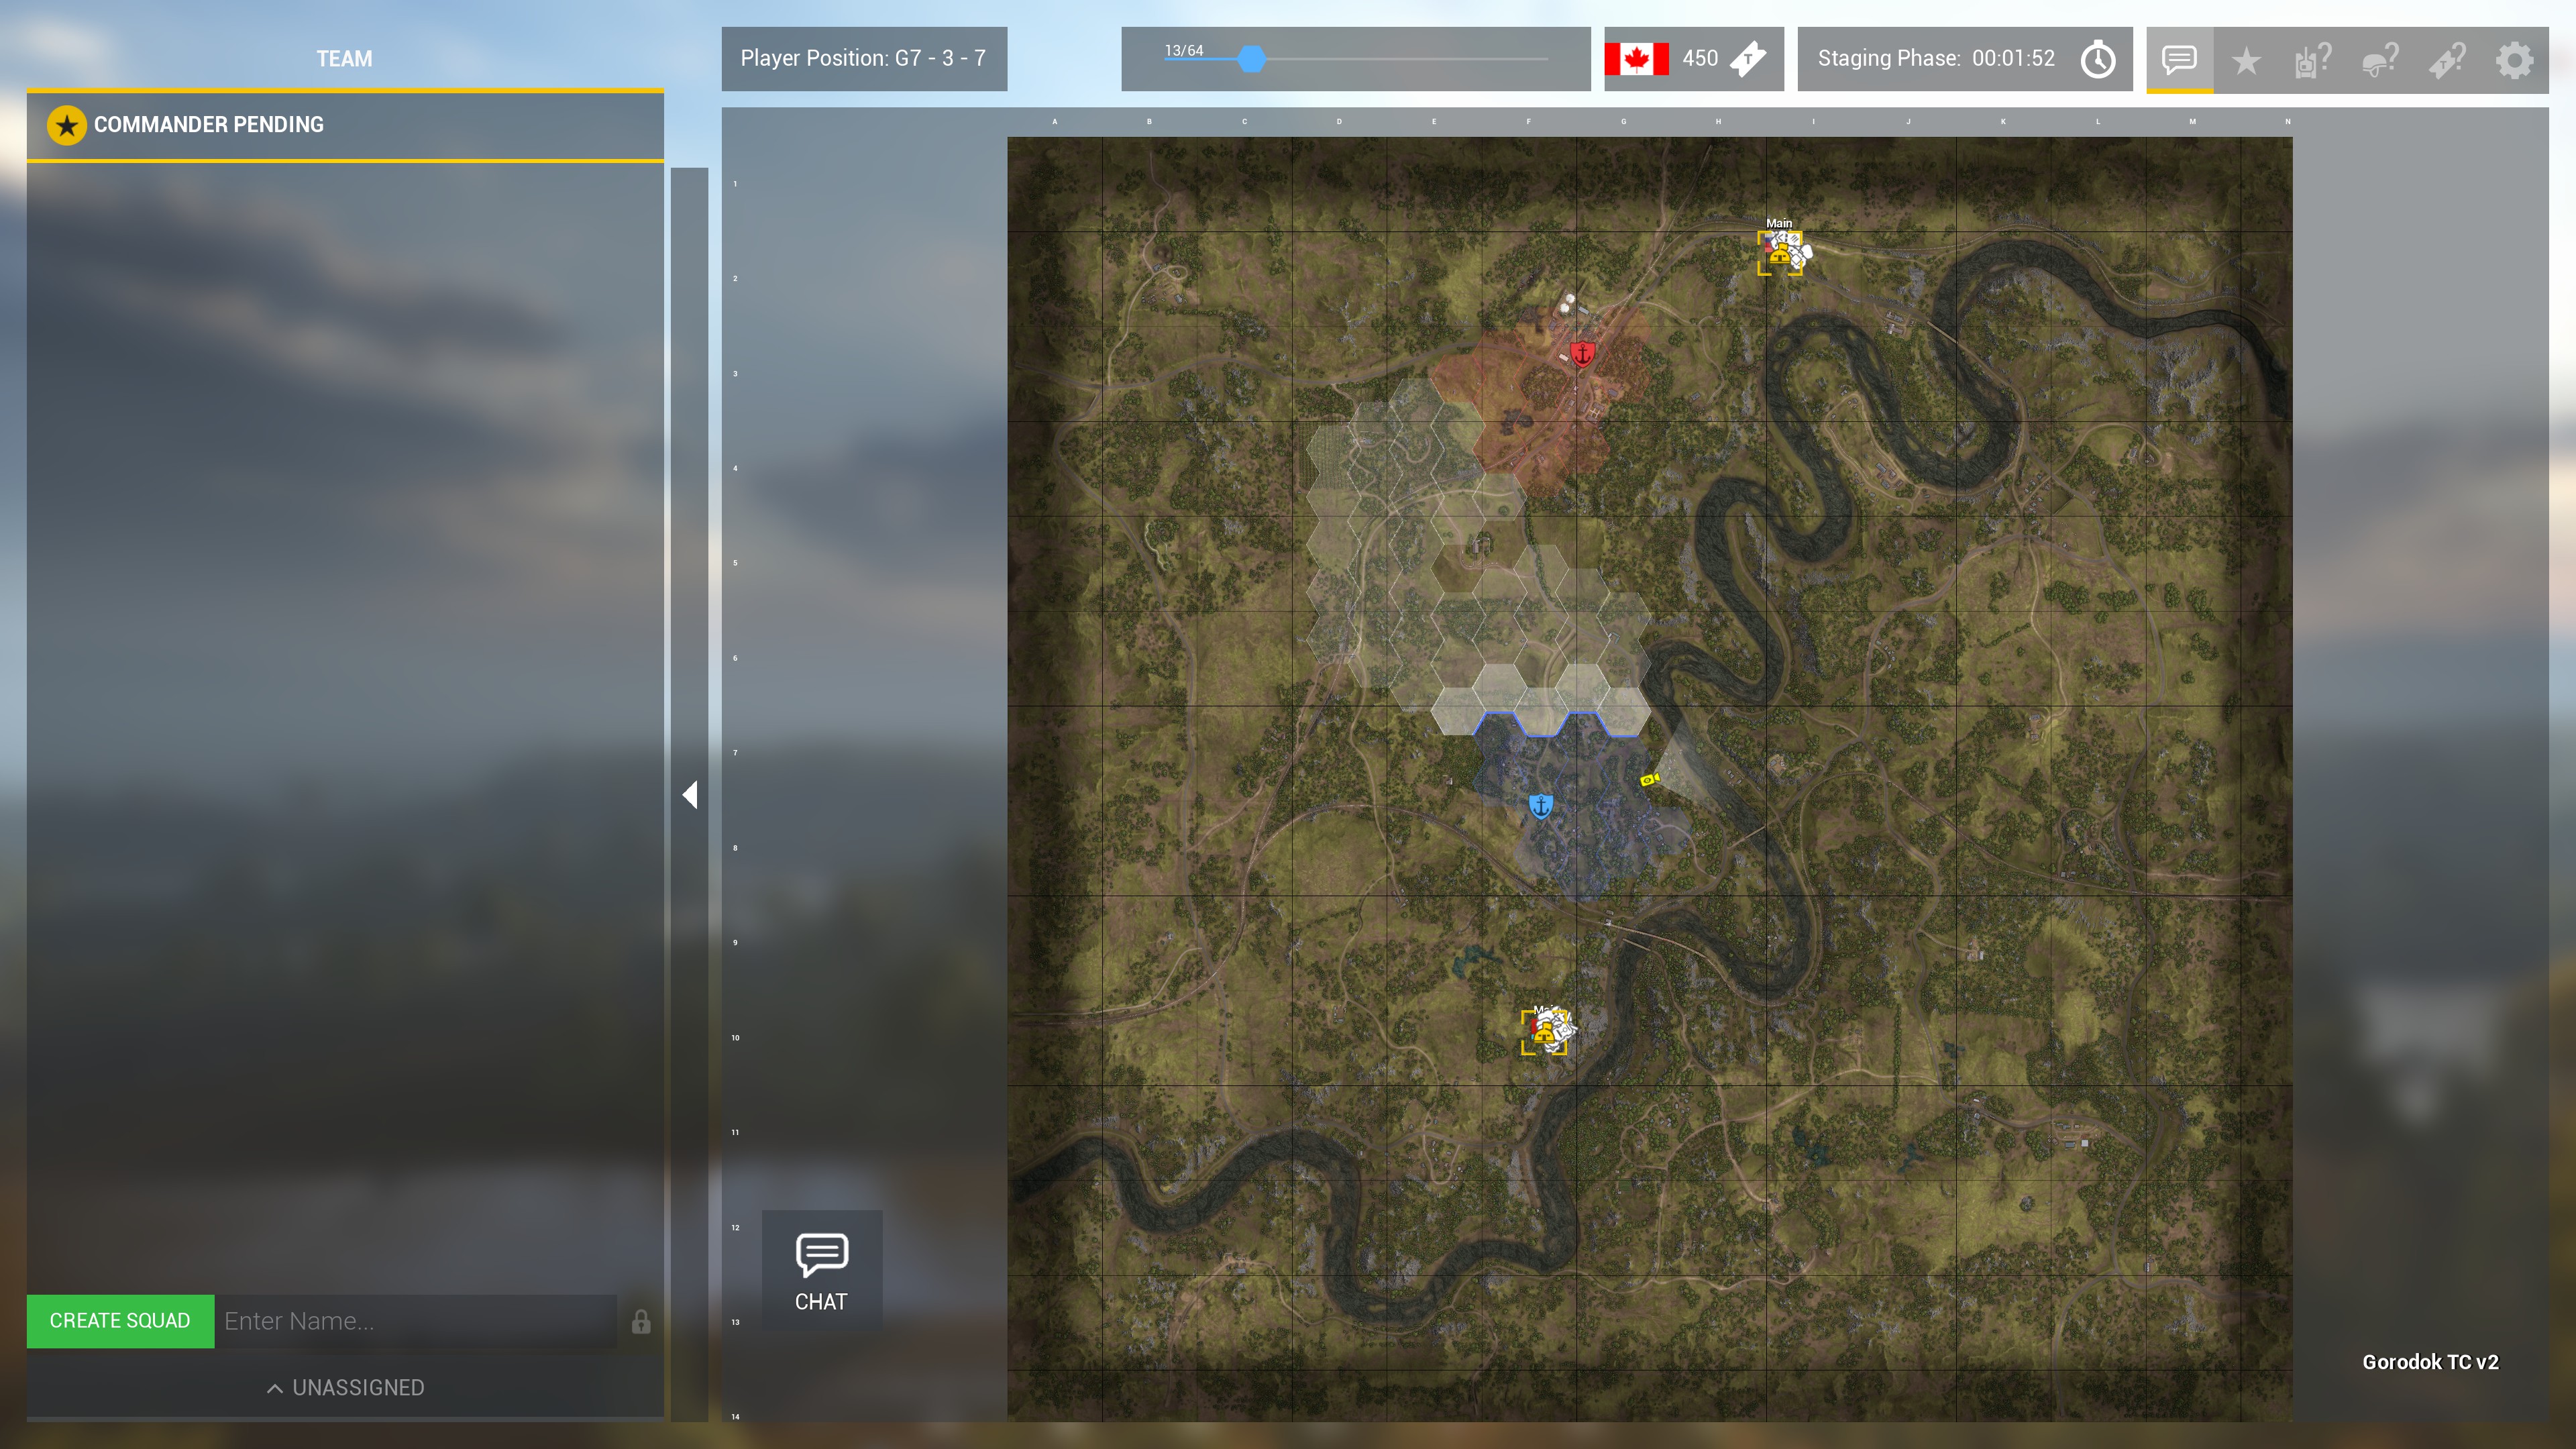 TEAM
Player Position: G7 - 3 - 7
13/64
450
T
Staging Phase: 00:01:52
?
?
T?
COMMANDER PENDING
A B C D E F G H I J K L M N
1
2
3
4
5
6
7
8
9
10
11
12
13
14
Main
CHAT
CREATE SQUAD
Enter Name...
UNASSIGNED
Gorodok TC v2